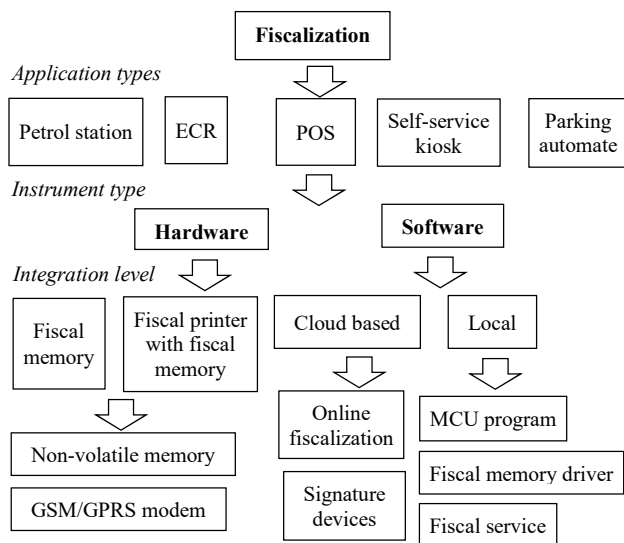 Fiscalization
Application types
Petrol station
ECR
POS
Self-service
kiosk
Parking
automate
Instrument type
Hardware
Software
Integration level
Fiscal
memory
Fiscal printer
with fiscal
memory
Cloud based
Local
Non-volatile memory
GSM/GPRS modem
Online
fiscalization
Signature
devices
MCU program
Fiscal memory driver
Fiscal service